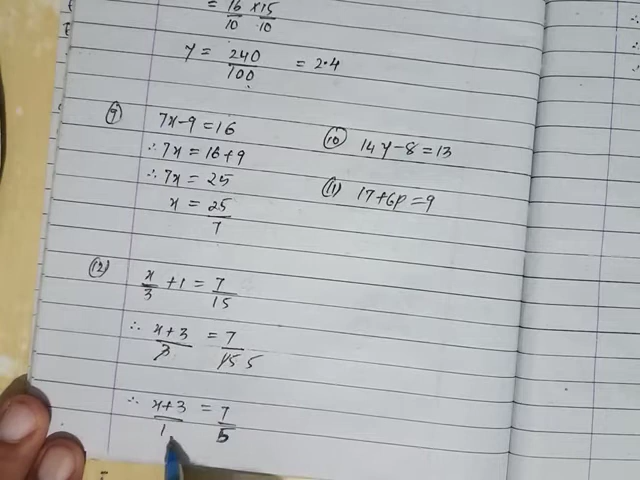 = 16/10 × 15/10
y = 240/100 = 2.4
(9) 7x - 9 = 16
∴ 7x = 16 + 9
∴ 7x = 25
x = 25/7
(10) 14y - 8 = 13
(11) 17 + 6p = 9
(12) x/3 + 1 = 7/15
∴ (x+3)/3 = 7/15 5
∴ (x+3)/1 = 7/5